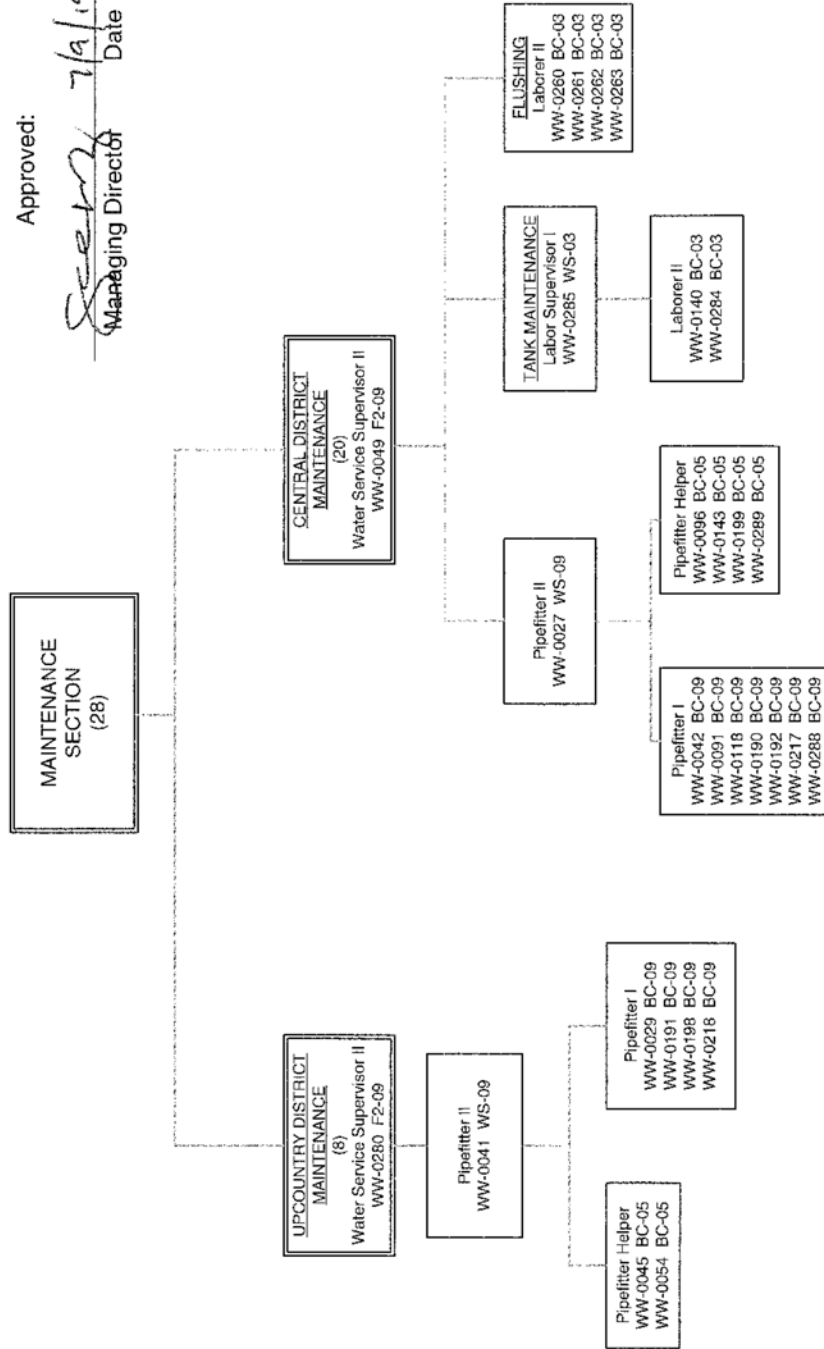 Approved:
7/9/19
Managing Director Date
MAINTENANCE
SECTION
(28)
UPCOUNTRY DISTRICT
MAINTENANCE
(8)
Water Service Supervisor II
WW-0280 F2-09
Pipefitter II
WW-0041 WS-09
Pipefitter Helper
WW-0045 BC-05
WW-0054 BC-05
Pipefitter I
WW-0029 BC-09
WW-0191 BC-09
WW-0198 BC-09
WW-0218 BC-09
CENTRAL DISTRICT
MAINTENANCE
(20)
Water Service Supervisor II
WW-0049 F2-09
Pipefitter II
WW-0027 WS-09
Pipefitter I
WW-0042 BC-09
WW-0091 BC-09
WW-0118 BC-09
WW-0190 BC-09
WW-0192 BC-09
WW-0217 BC-09
WW-0288 BC-09
Pipefitter Helper
WW-0096 BC-05
WW-0143 BC-05
WW-0199 BC-05
WW-0289 BC-05
TANK MAINTENANCE
Labor Supervisor I
WW-0285 WS-03
Laborer II
WW-0140 BC-03
WW-0284 BC-03
FLUSHING
Laborer II
WW-0260 BC-03
WW-0261 BC-03
WW-0262 BC-03
WW-0263 BC-03